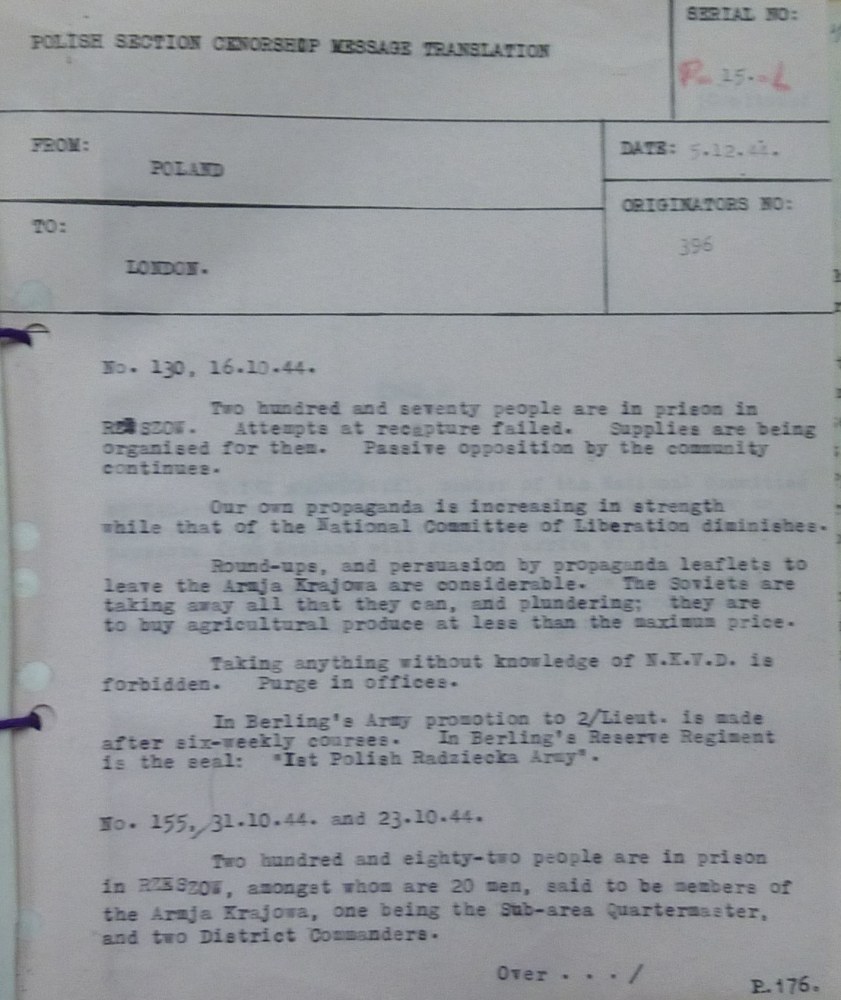 SERIAL NO:
POLISH SECTION CENORSHOP MESSAGE TRANSLATION
15.
FROM:
POLAND
DATE: 5.12.44.
ORIGINATORS NO:
396
TO:
LONDON.
No. 130, 16.10.44.
Two hundred and seventy people are in prison in
RZESZOW. Attempts at recapture failed. Supplies are being
organised for them. Passive opposition by the community
continues.
Our own propaganda is increasing in strength
while that of the National Committee of Liberation diminishes.
Round-ups, and persuasion by propaganda leaflets to
leave the Armja Krajowa are considerable. The Soviets are
taking away all that they can, and plundering; they are
to buy agricultural produce at less than the maximum price.
Taking anything without knowledge of N.K.V.D. is
forbidden. Purge in offices.
In Berling's Army promotion to 2/Lieut. is made
after six-weekly courses. In Berling's Reserve Regiment
is the seal: "Ist Polish Radziecka Army".
No. 155, 31.10.44. and 23.10.44.
Two hundred and eighty-two people are in prison
in RZESZOW, amongst whom are 20 men, said to be members of
the Armja Krajowa, one being the Sub-area Quartermaster,
and two District Commanders.
Over . . . /
P.176.